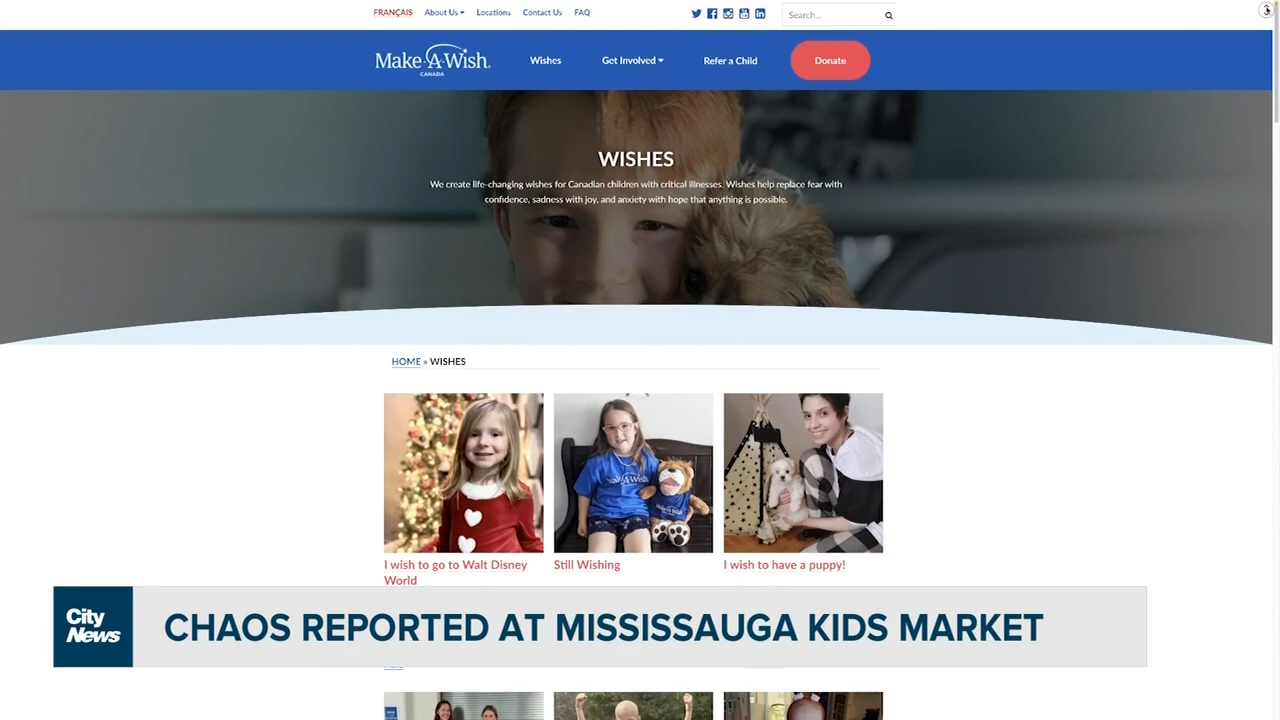 FRANÇAIS About Us Locations Contact Us FAQ Search...
Make-A-Wish CANADA Wishes Get Involved Refer a Child Donate
WISHES
We create life-changing wishes for Canadian children with critical illnesses. Wishes help replace fear with
confidence, sadness with joy, and anxiety with hope that anything is possible.
HOME » WISHES
Make-A-Wish
I wish to go to Walt Disney
World
Still Wishing
I wish to have a puppy!
City
News
CHAOS REPORTED AT MISSISSAUGA KIDS MARKET